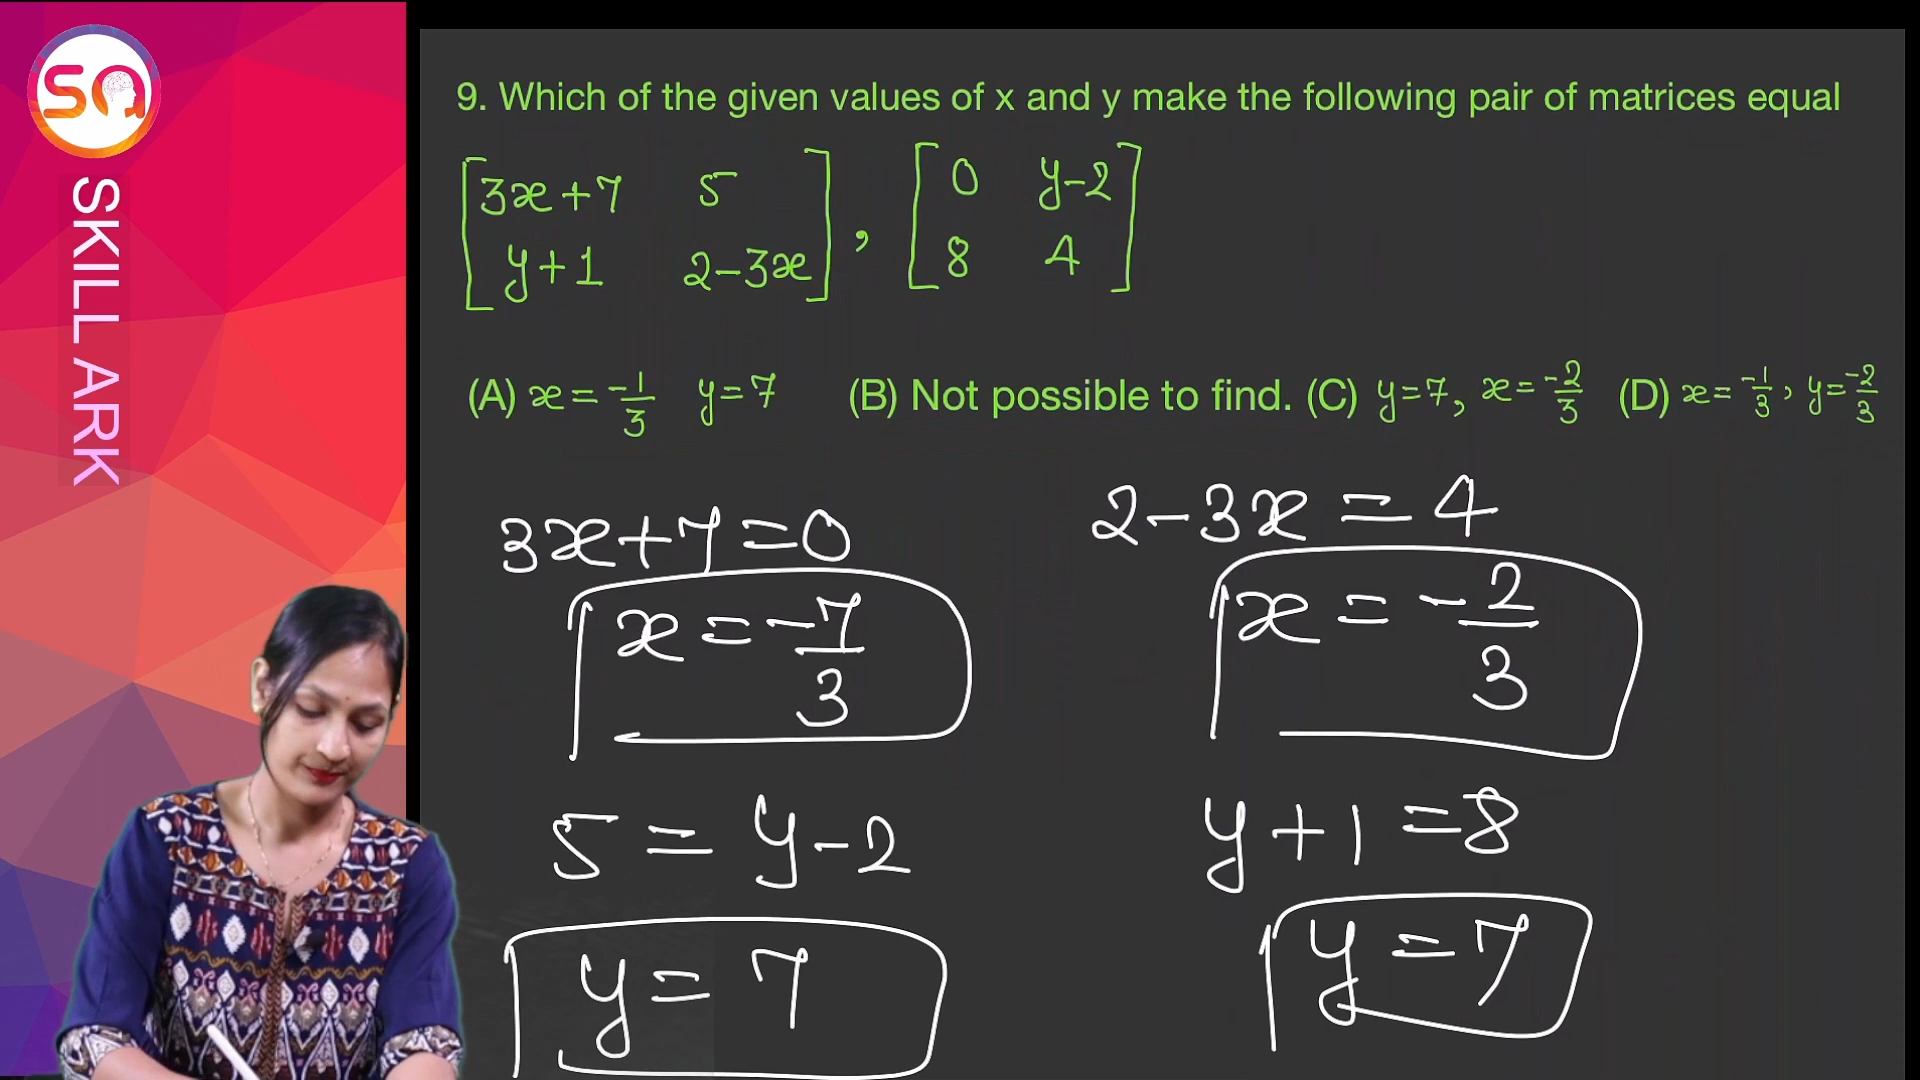 SA
SKILL ARK
9. Which of the given values of x and y make the following pair of matrices equal
[3x+7 5
y+1 2-3x] , [0 y-2
8 4]
(A) x = -1/3 y=7 (B) Not possible to find. (C) y=7, x=-2/3 (D) x=-1/3, y=-2/3
3x+7=0
x=-7/3
5 = y-2
y = 7
2-3x = 4
x = -2/3
y+1=8
y=7